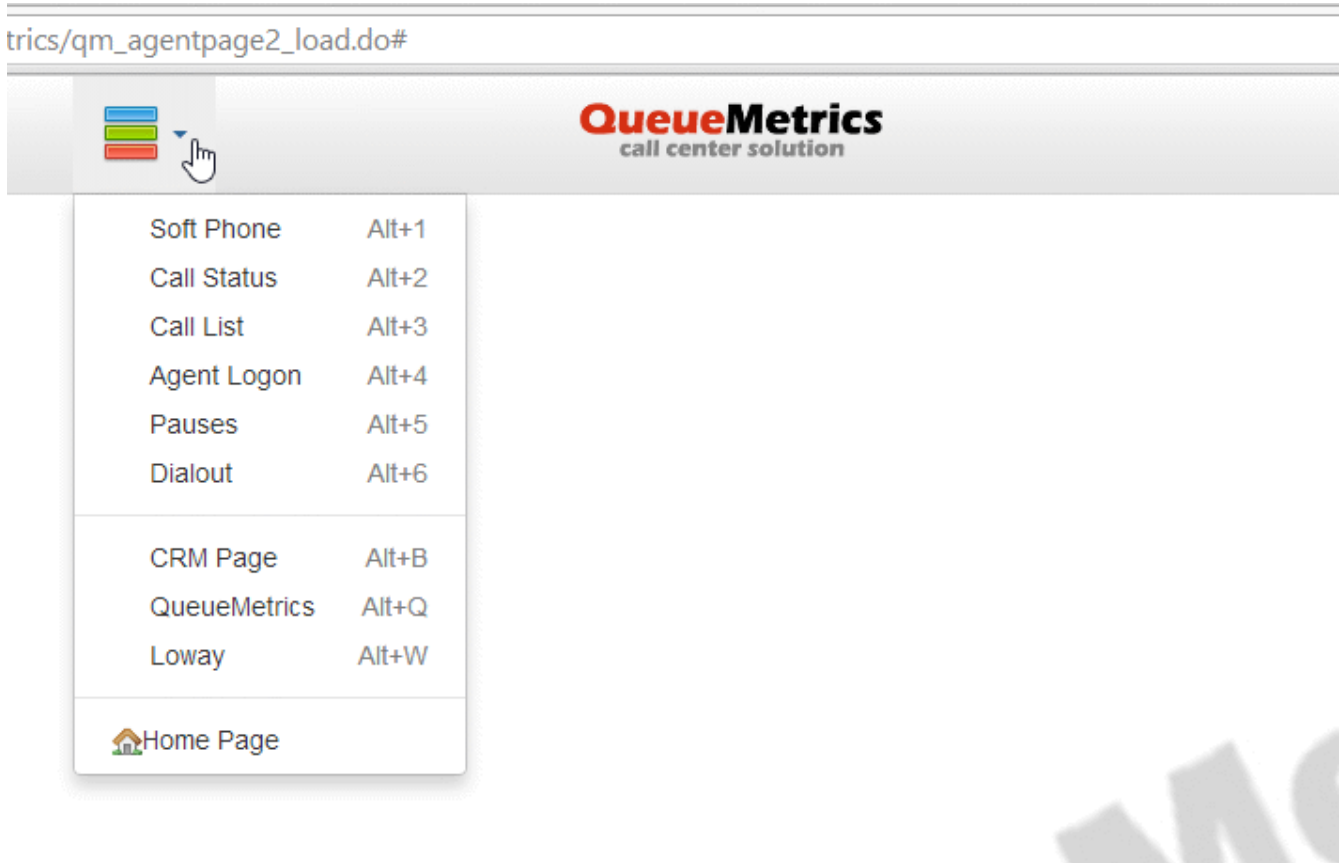 trics/qm_agentpage2_load.do#
QueueMetrics
call center solution
Soft Phone Alt+1
Call Status Alt+2
Call List Alt+3
Agent Logon Alt+4
Pauses Alt+5
Dialout Alt+6
CRM Page Alt+B
QueueMetrics Alt+Q
Loway Alt+W
Home Page